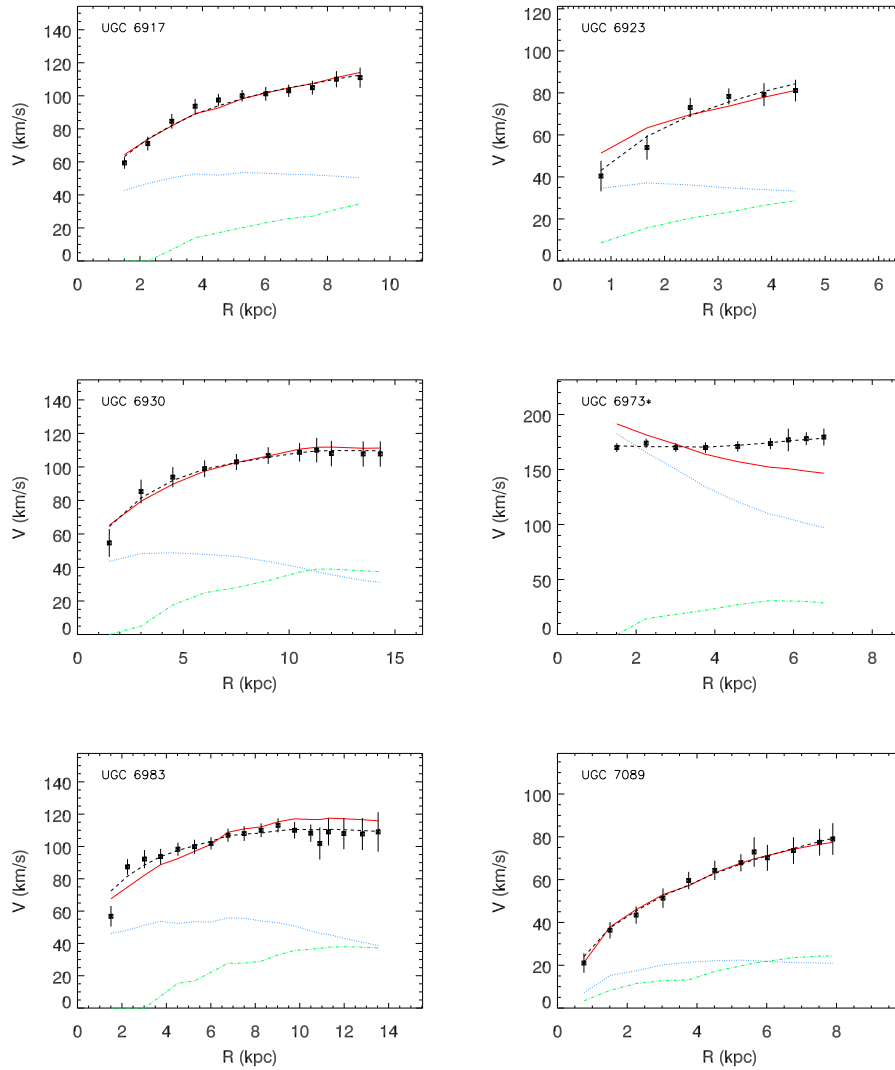 UGC 6917
V (km/s)
140
120
100
80
60
40
20
0
0 2 4 6 8 10
R (kpc)
UGC 6923
V (km/s)
120
100
80
60
40
20
0
0 1 2 3 4 5 6
R (kpc)
UGC 6930
V (km/s)
140
120
100
80
60
40
20
0
0 5 10 15
R (kpc)
UGC 6973*
V (km/s)
200
150
100
50
0
0 2 4 6 8
R (kpc)
UGC 6983
V (km/s)
140
120
100
80
60
40
20
0
0 2 4 6 8 10 12 14
R (kpc)
UGC 7089
V (km/s)
100
80
60
40
20
0
0 2 4 6 8
R (kpc)